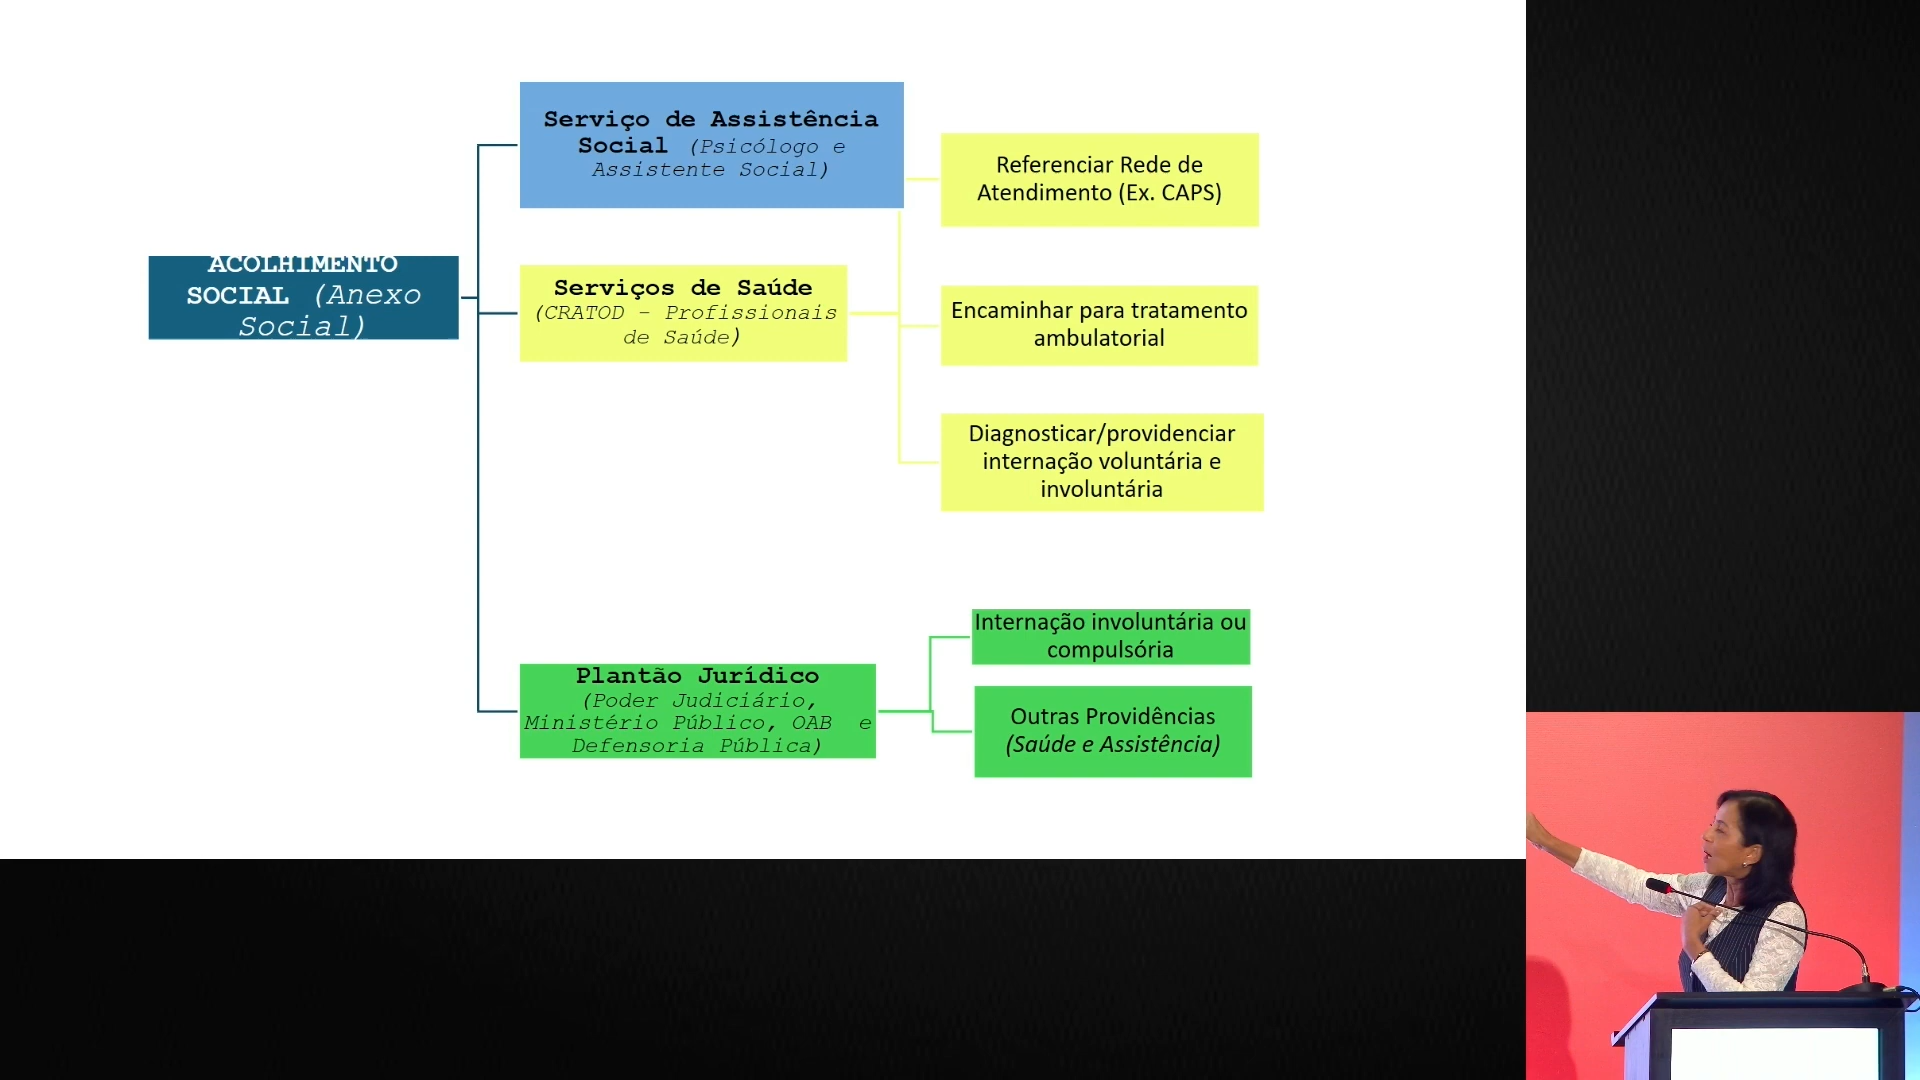 ACOLHIMENTO
SOCIAL (Anexo
Social)
Serviço de Assistência
Social (Psicólogo e
Assistente Social)
Referenciar Rede de
Atendimento (Ex. CAPS)
Serviços de Saúde
(CRATOD – Profissionais
de Saúde)
Encaminhar para tratamento
ambulatorial
Diagnosticar/providenciar
internação voluntária e
involuntária
Plantão Jurídico
(Poder Judiciário,
Ministério Público, OAB e
Defensoria Pública)
Internação involuntária ou
compulsória
Outras Providências
(Saúde e Assistência)